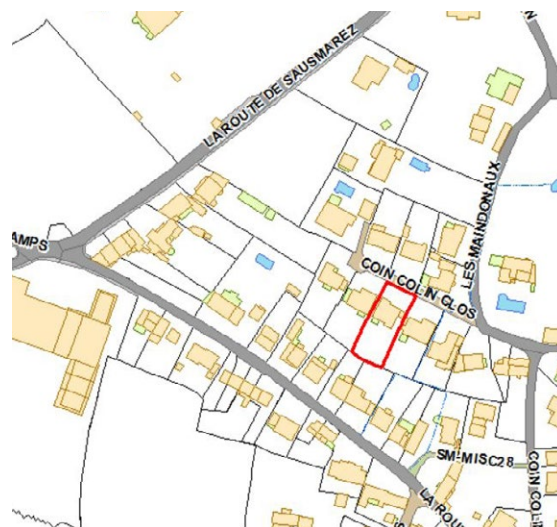 LA ROUTE DE SAUSMAREZ
AMPS
LES MAINDONAUX
COIN COLIN CLOS
SM-MISC28
COIN COL
LA ROU